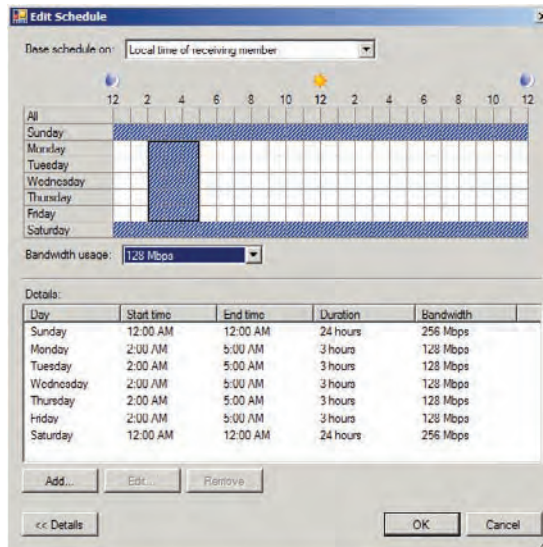 Edit Schedule
Base schedule on: Local time of receiving member
12 2 4 6 8 10 12 2 4 6 8 10 12
All
Sunday
Monday
Tuesday
Wednesday
Thursday
Friday
Saturday
Bandwidth usage: 128 Mbps
Details:
Day Start time End time Duration Bandwidth
Sunday 12:00 AM 12:00 AM 24 hours 256 Mbps
Monday 2:00 AM 5:00 AM 3 hours 128 Mbps
Tuesday 2:00 AM 5:00 AM 3 hours 128 Mbps
Wednesday 2:00 AM 5:00 AM 3 hours 128 Mbps
Thursday 2:00 AM 5:00 AM 3 hours 128 Mbps
Friday 2:00 AM 5:00 AM 3 hours 128 Mbps
Saturday 12:00 AM 12:00 AM 24 hours 256 Mbps
Add... Edit... Remove
<< Details OK Cancel